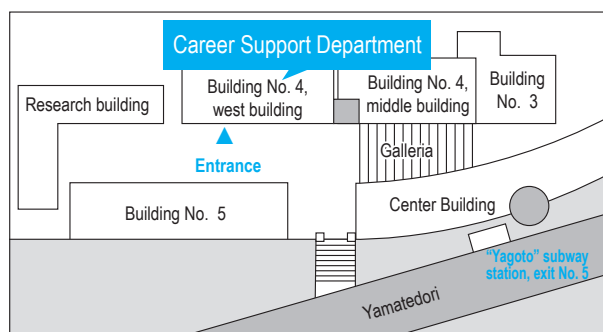 Career Support Department
Building No. 4,
west building
Building No. 4,
middle building
Building
No. 3
Research building
Galleria
Entrance
Building No. 5
Center Building
“Yagoto” subway
station, exit No. 5
Yamatedori